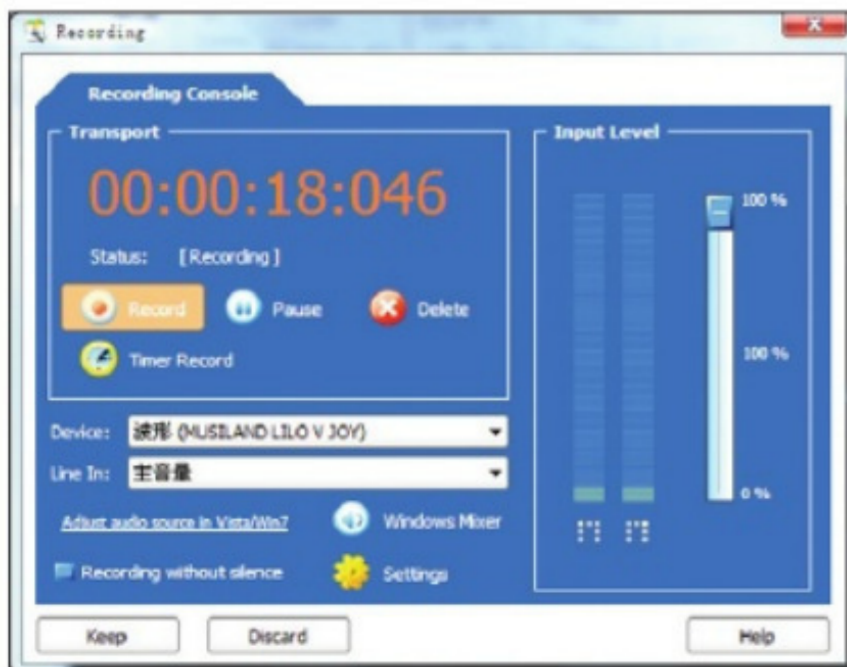 Recording
Recording Console
Transport
00:00:18:046
Status: [Recording]
Record Pause Delete
Timer Record
Device: 波形 (MUSILAND LILO V JOY)
Line In: 主音量
Adjust audio source in Vista/Win7
Windows Mixer
Recording without silence
Settings
Input Level
100 %
100 %
0 %
Keep Discard Help